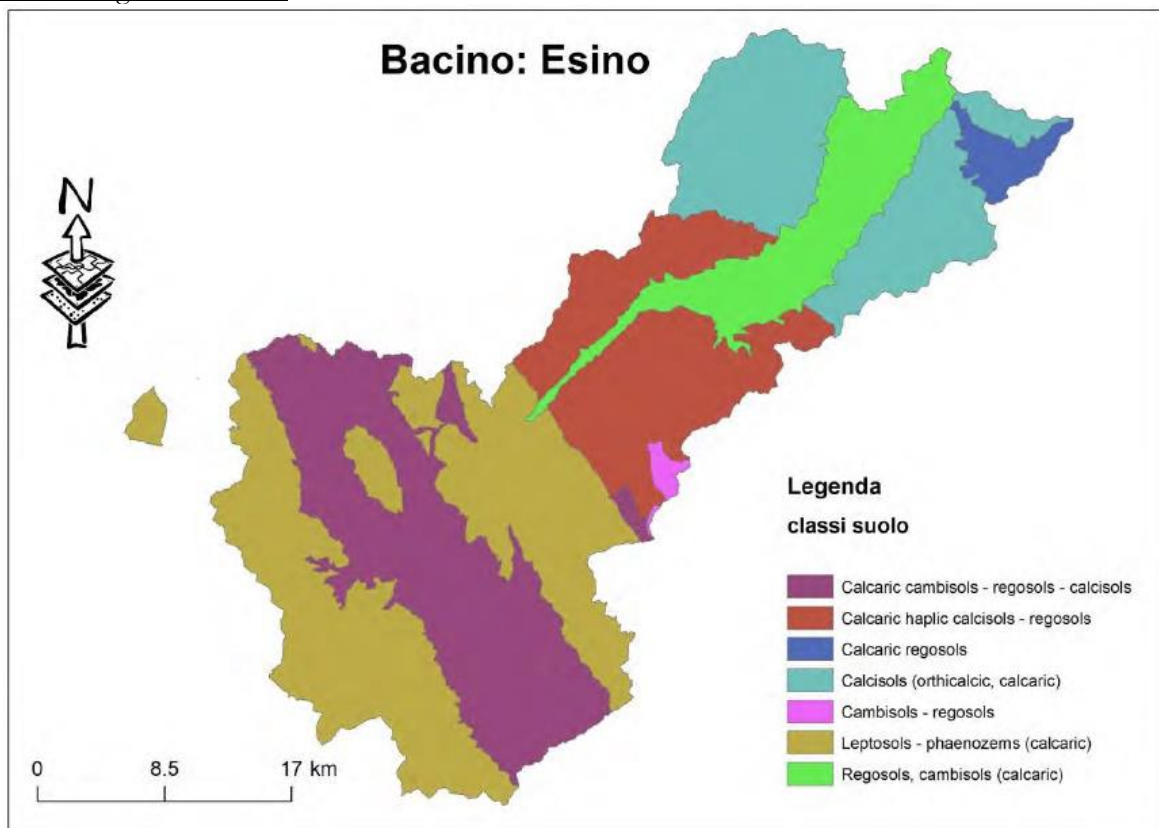 Bacino: Esino
N
Legenda
classi suolo
Calcaric cambisols - regosols - calcisols
Calcaric haplic calcisols - regosols
Calcaric regosols
Calcisols (orthicalcic, calcaric)
Cambisols - regosols
Leptosols - phaenozems (calcaric)
Regosols, cambisols (calcaric)
0 8.5 17 km